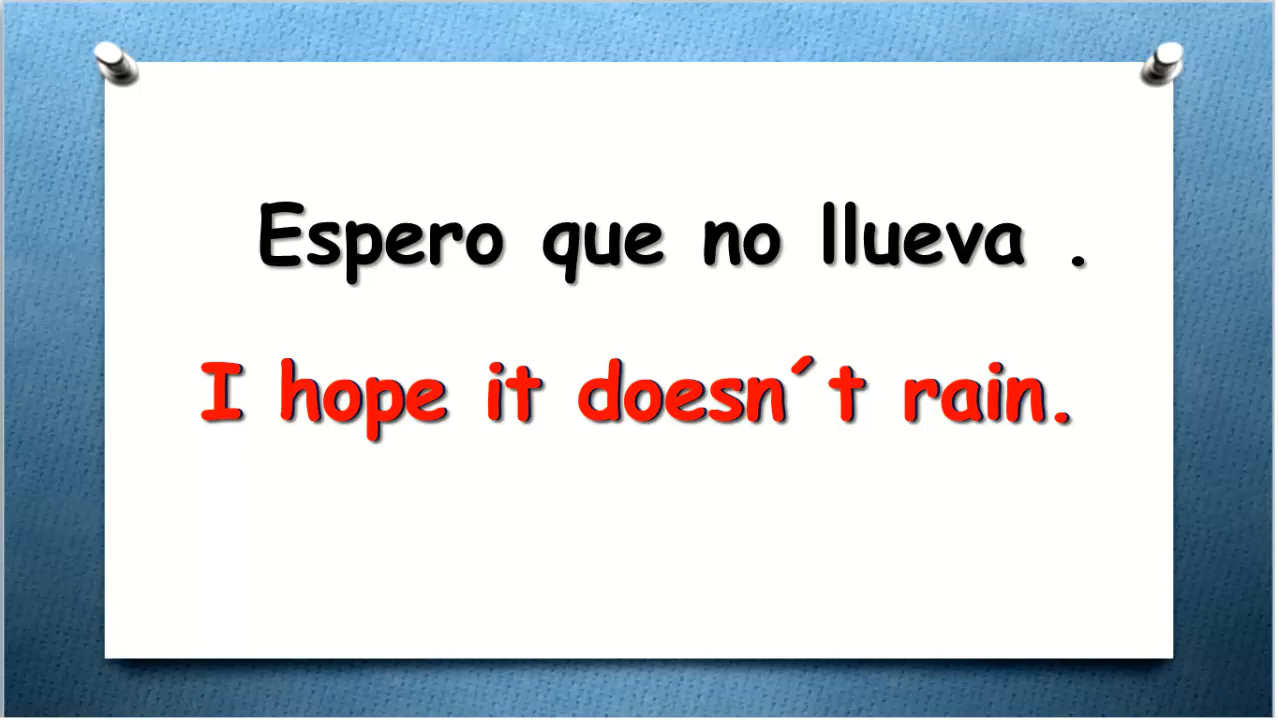 Espero que no llueva .
I hope it doesn´t rain.